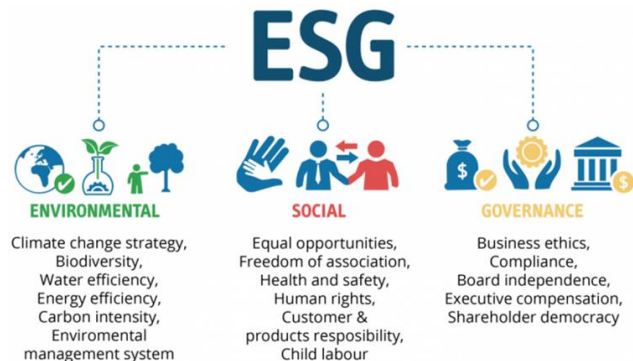 ESG
ENVIRONMENTAL
Climate change strategy,
Biodiversity,
Water efficiency,
Energy efficiency,
Carbon intensity,
Enviromental
management system
SOCIAL
Equal opportunities,
Freedom of association,
Health and safety,
Human rights,
Customer &
products resposibility,
Child labour
$
$
GOVERNANCE
Business ethics,
Compliance,
Board independence,
Executive compensation,
Shareholder democracy